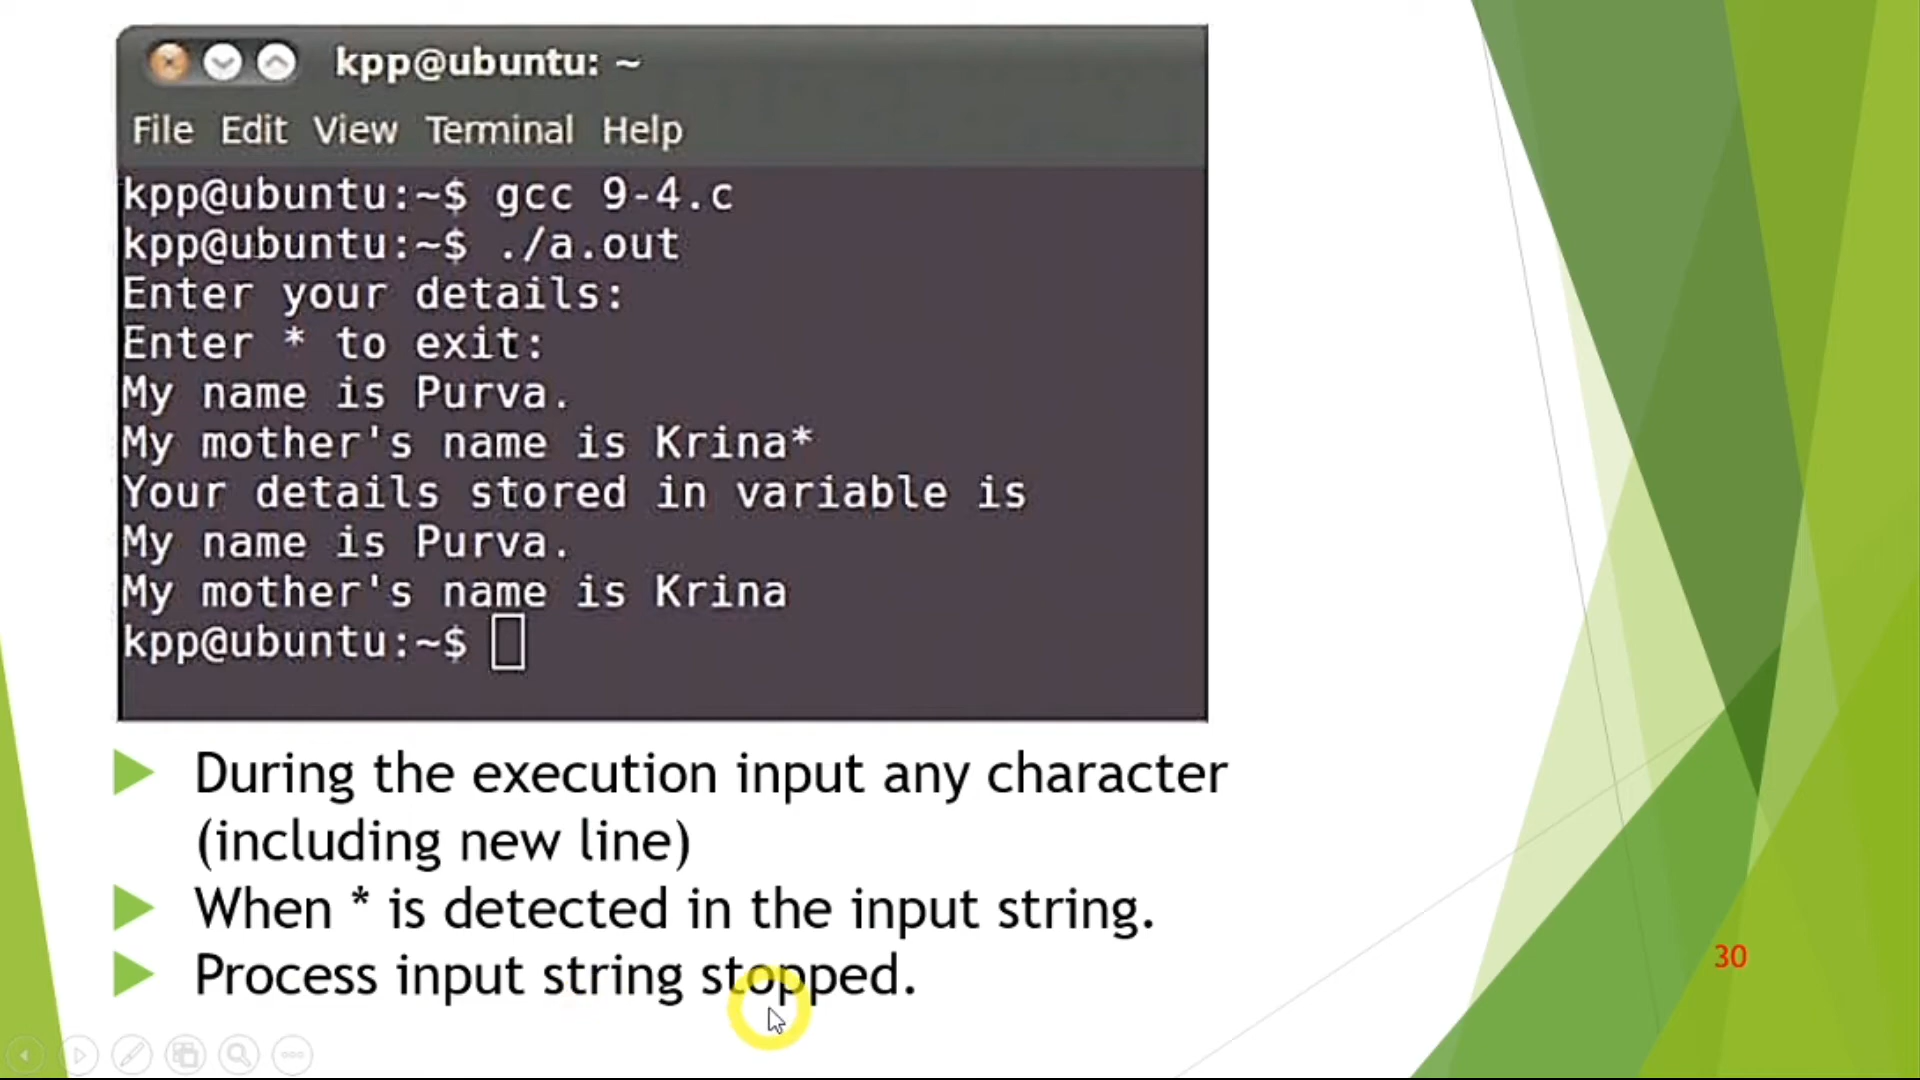 kpp@ubuntu: ~
File Edit View Terminal Help
kpp@ubuntu:~$ gcc 9-4.c
kpp@ubuntu:~$ ./a.out
Enter your details:
Enter * to exit:
My name is Purva.
My mother's name is Krina*
Your details stored in variable is
My name is Purva.
My mother's name is Krina
kpp@ubuntu:~$
During the execution input any character
(including new line)
When * is detected in the input string.
Process input string stopped.
30